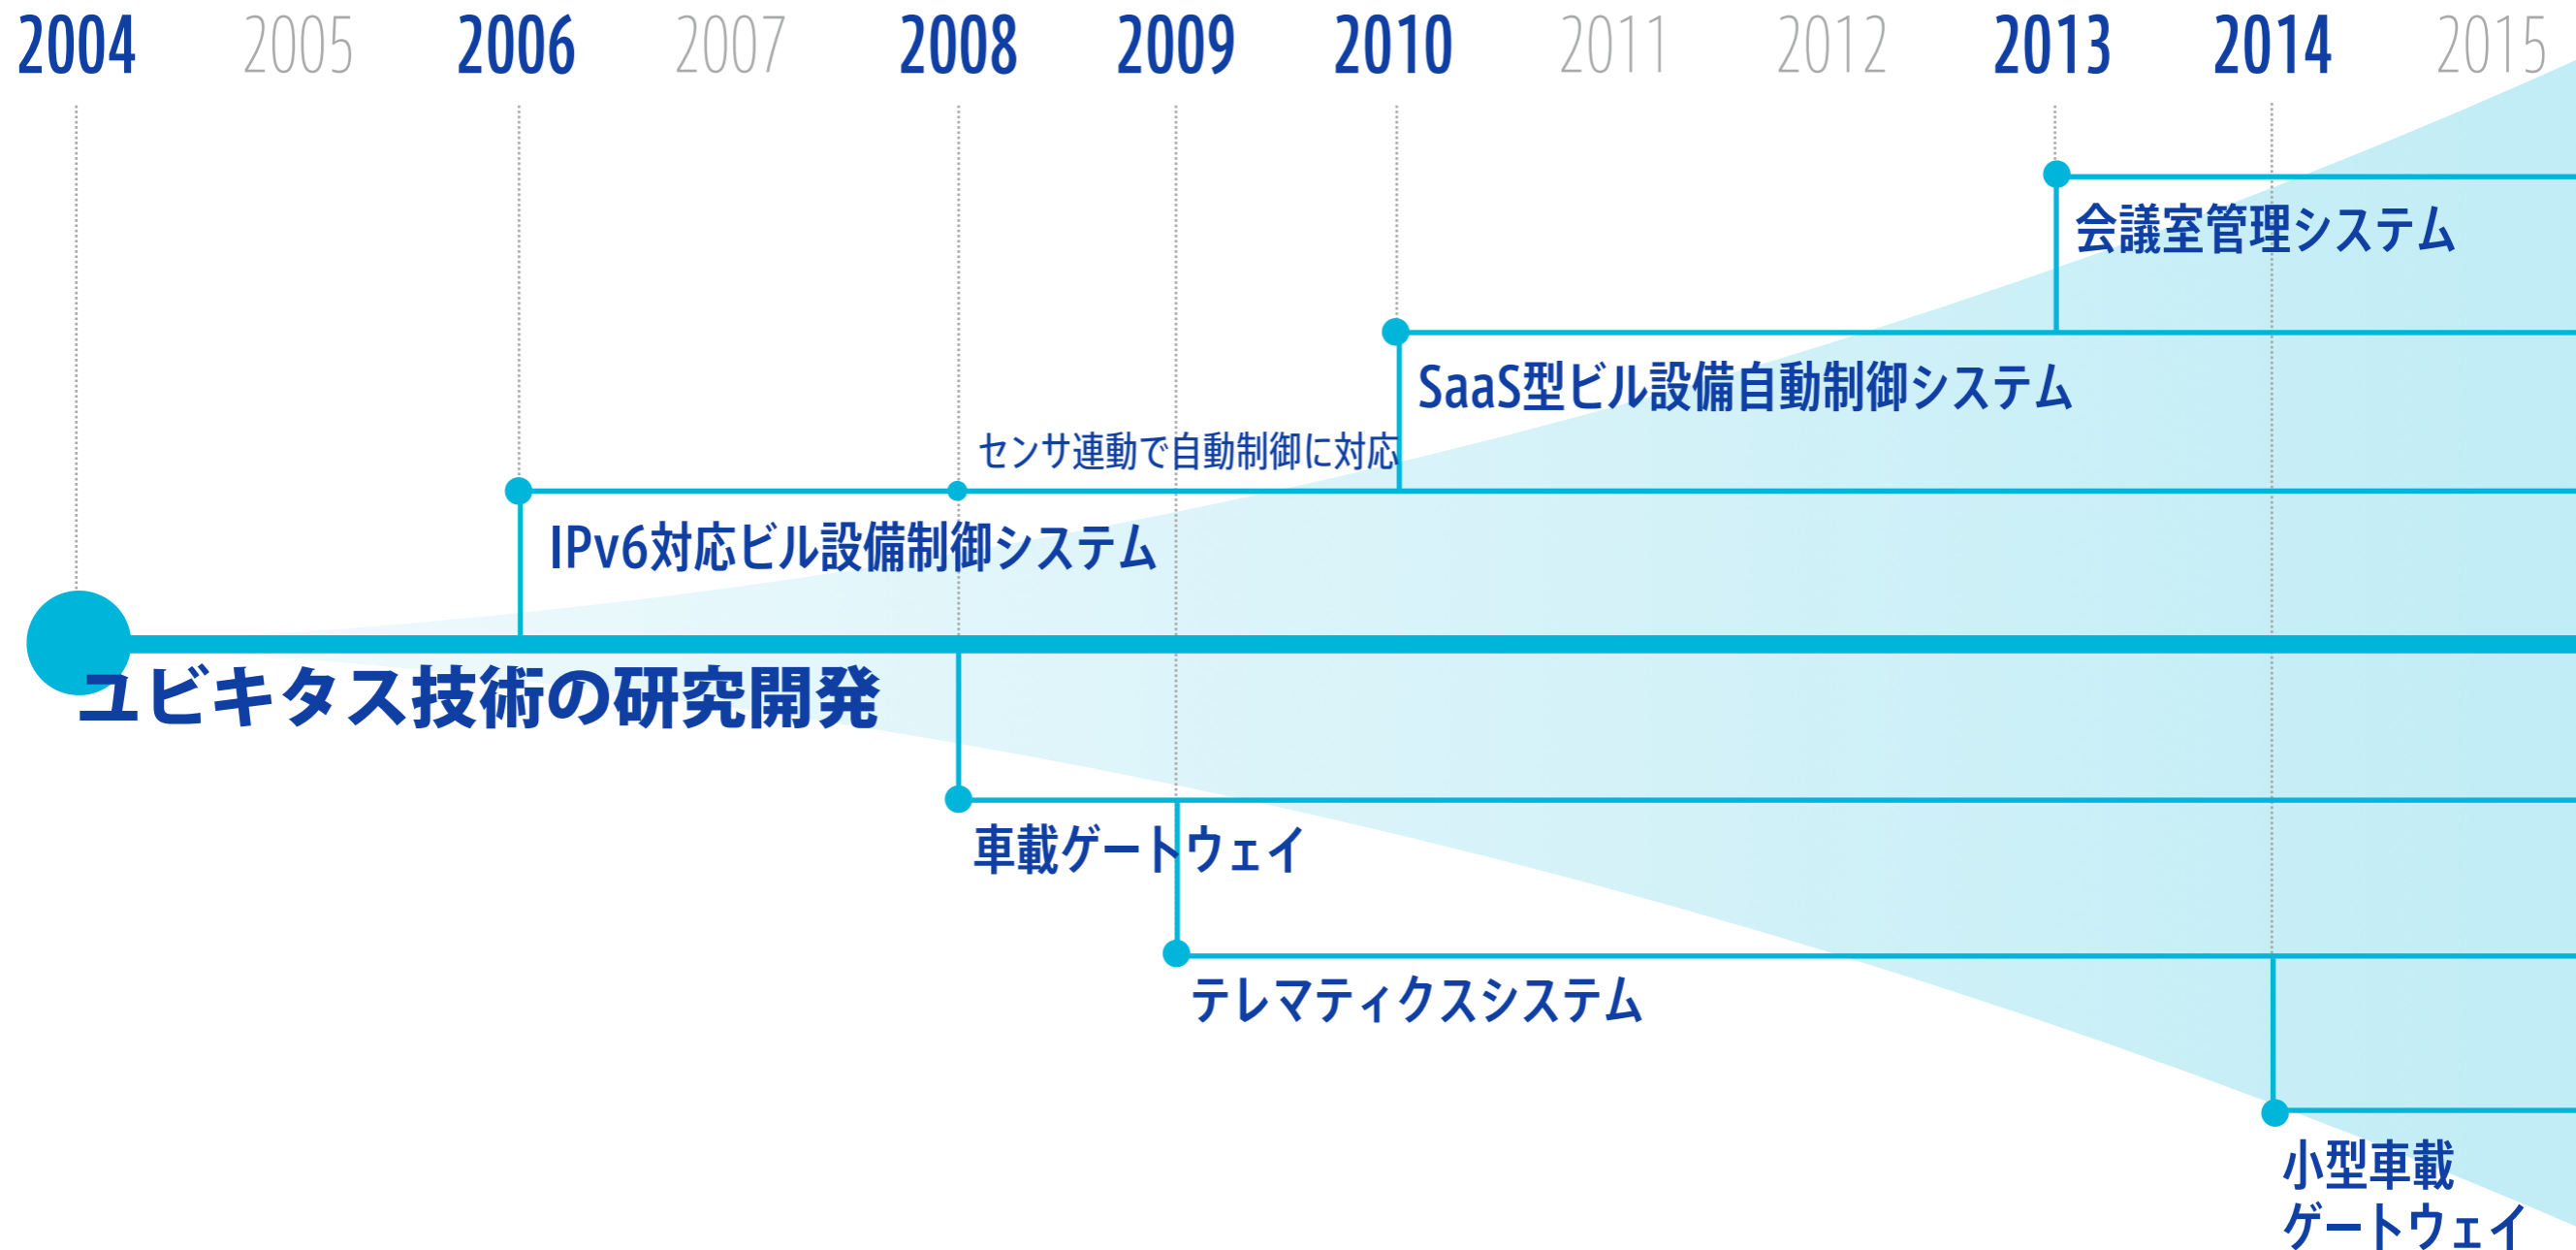 2004 2005 2006 2007 2008 2009 2010 2011 2012 2013 2014 2015
会議室管理システム
SaaS型ビル設備自動制御システム
センサ連動で自動制御に対応
IPv6対応ビル設備制御システム
ユビキタス技術の研究開発
車載ゲートウェイ
テレマティクスシステム
小型車載
ゲートウェイ